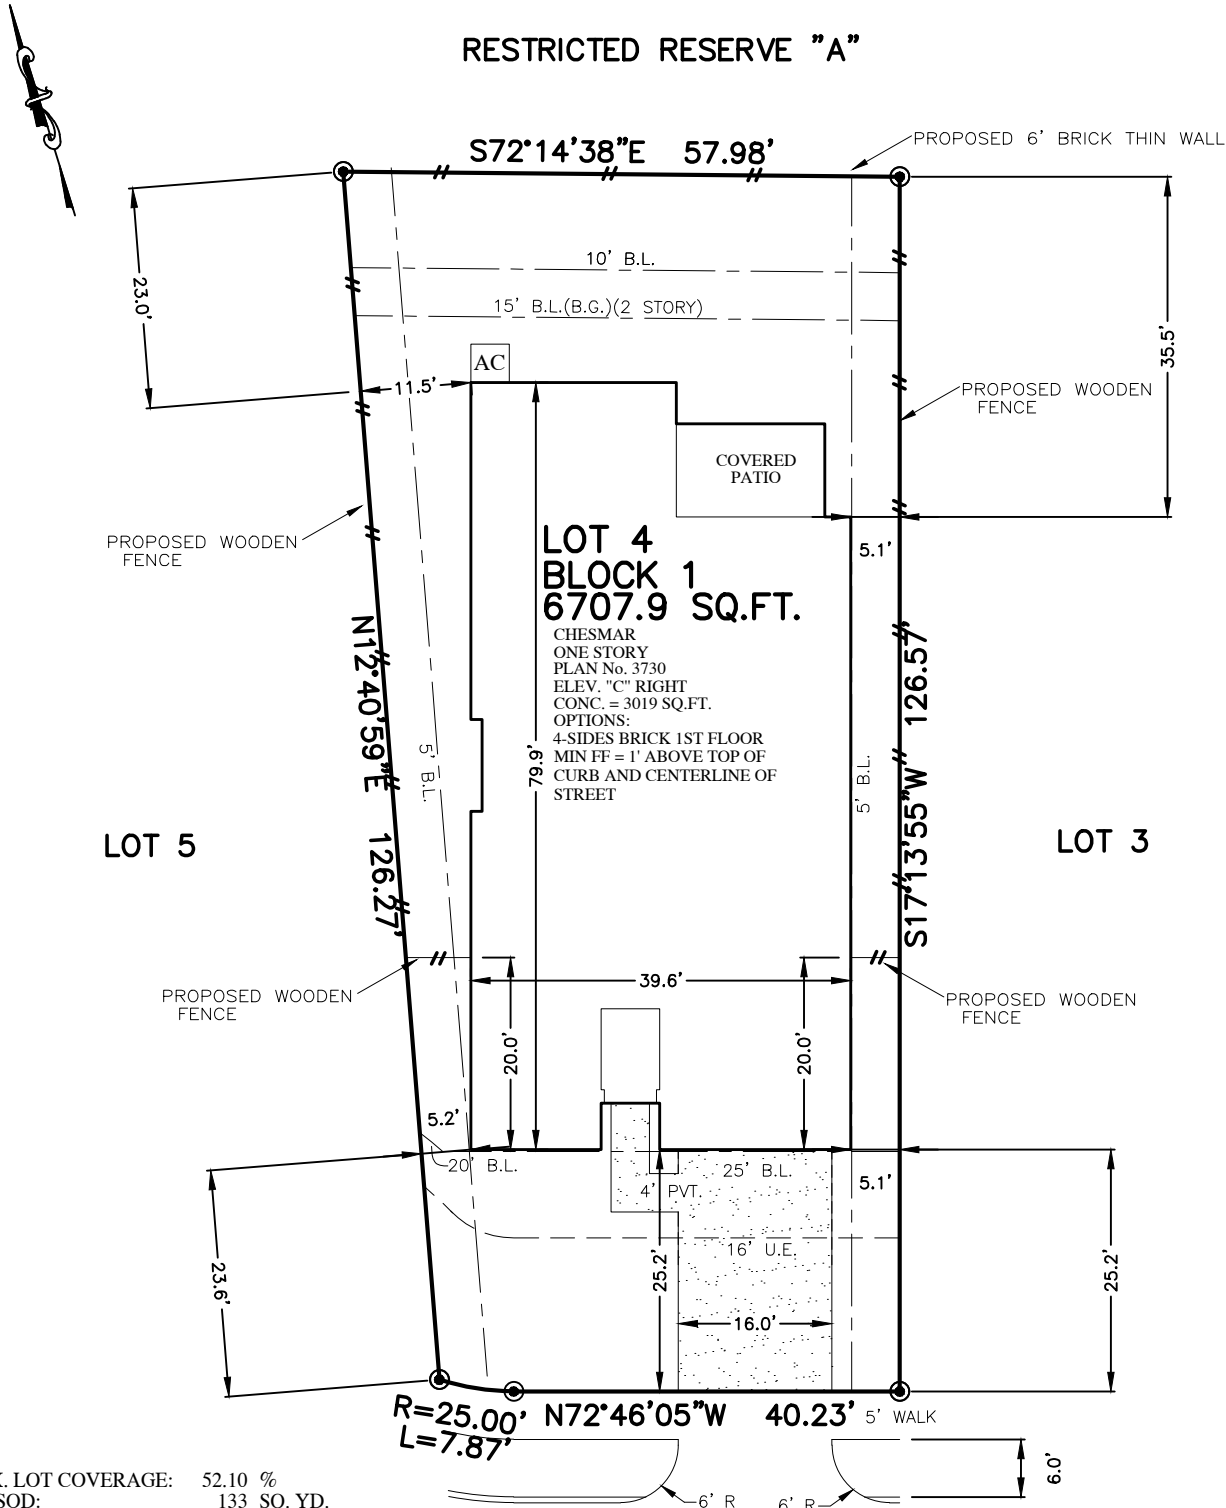 RESTRICTED RESERVE "A"
PROPOSED 6' BRICK THIN WALL
S72°14'38"E 57.98'
10' B.L.
23.0'
15' B.L.(B.G.)(2 STORY)
35.5'
AC
11.5'
PROPOSED WOODEN
FENCE
COVERED
PATIO
PROPOSED WOODEN
FENCE
LOT 4
BLOCK 1
6707.9 SQ.FT.
5.1'
CHESMAR
ONE STORY
PLAN No. 3730
ELEV. "C" RIGHT
CONC. = 3019 SQ.FT.
OPTIONS:
4-SIDES BRICK 1ST FLOOR
MIN FF = 1' ABOVE TOP OF
CURB AND CENTERLINE OF
STREET
N12°40'59"E 126.27'
5' B.L.
79.9'
5' B.L.
S17°13'55"W 126.57'
LOT 5
LOT 3
39.6'
PROPOSED WOODEN
FENCE
PROPOSED WOODEN
FENCE
20.0'
20.0'
5.2'
20' B.L.
25' B.L.
4' PVT.
5.1'
16' U.E.
23.6'
25.2'
25.2'
16.0'
R=25.00'
L=7.87'
N72°46'05"W 40.23'
5' WALK
6.0'
. LOT COVERAGE: 52.10 %
SOD: 133 SQ. YD.
6' R
6' R